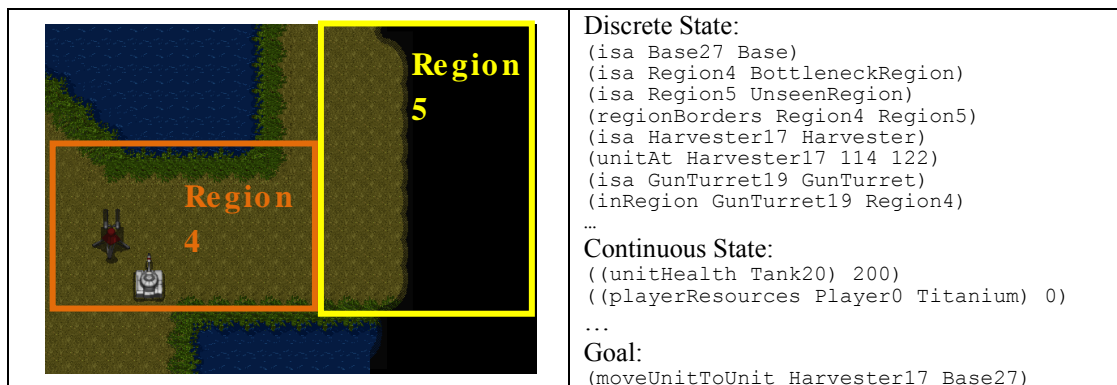 Region
5
Region
4
Discrete State:
(isa Base27 Base)
(isa Region4 BottleneckRegion)
(isa Region5 UnseenRegion)
(regionBorders Region4 Region5)
(isa Harvester17 Harvester)
(unitAt Harvester17 114 122)
(isa GunTurret19 GunTurret)
(inRegion GunTurret19 Region4)
…
Continuous State:
((unitHealth Tank20) 200)
((playerResources Player0 Titanium) 0)
…
Goal:
(moveUnitToUnit Harvester17 Base27)